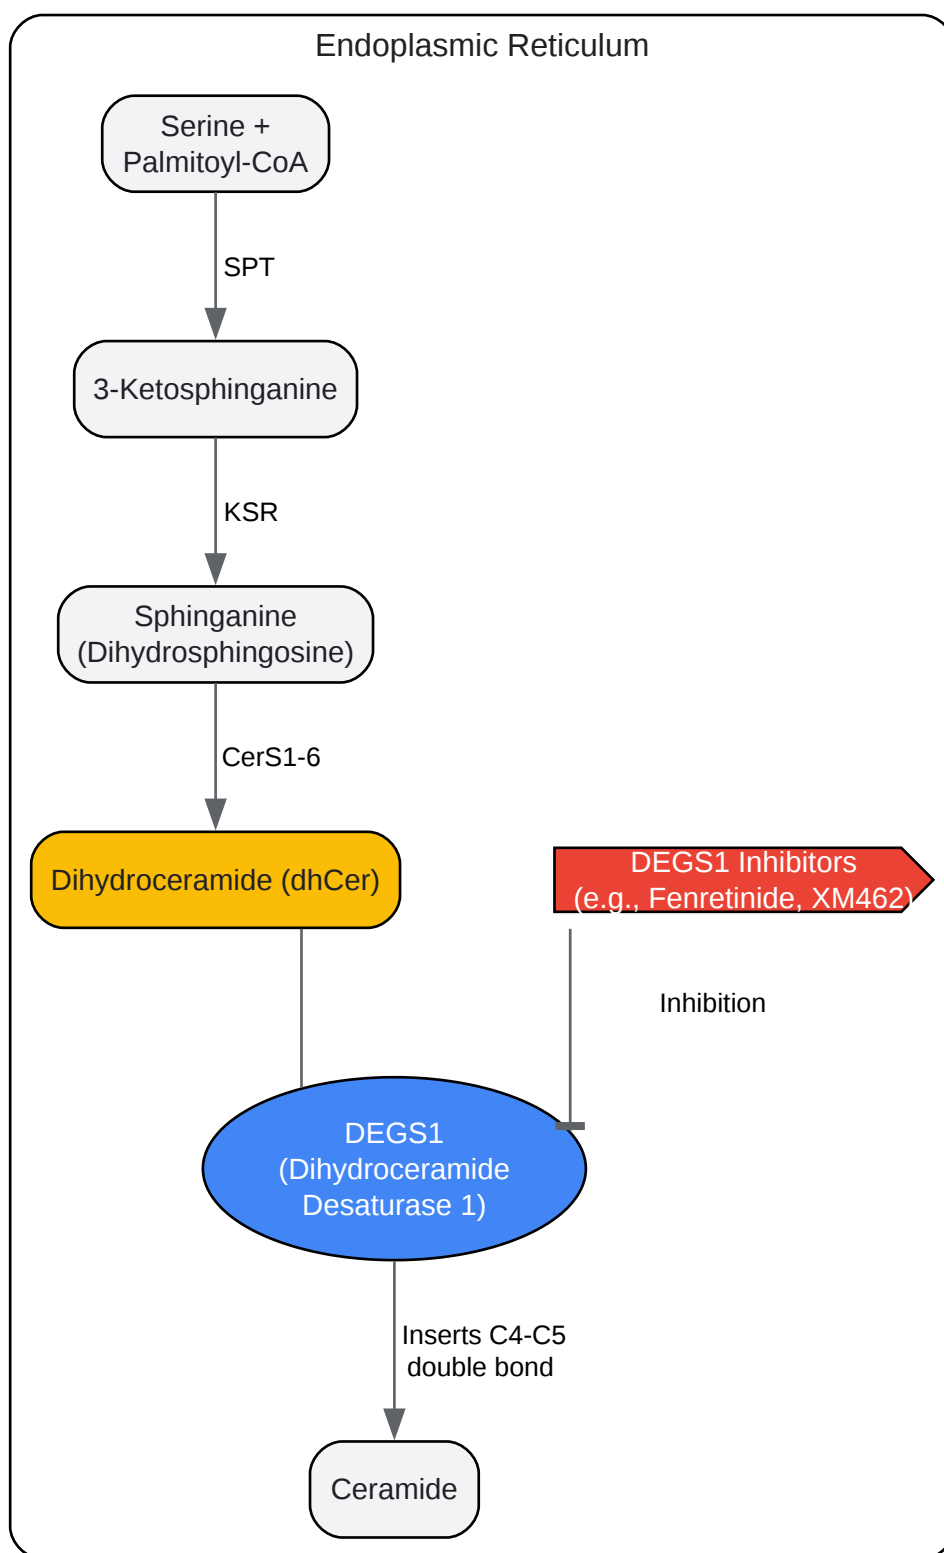 Endoplasmic Reticulum
Serine +
Palmitoyl-CoA
SPT
3-Ketosphinganine
KSR
Sphinganine
(Dihydrosphingosine)
CerS1-6
Dihydroceramide (dhCer)
DEGS1 Inhibitors
(e.g., Fenretinide, XM462)
Inhibition
DEGS1
(Dihydroceramide
Desaturase 1)
Inserts C4-C5
double bond
Ceramide